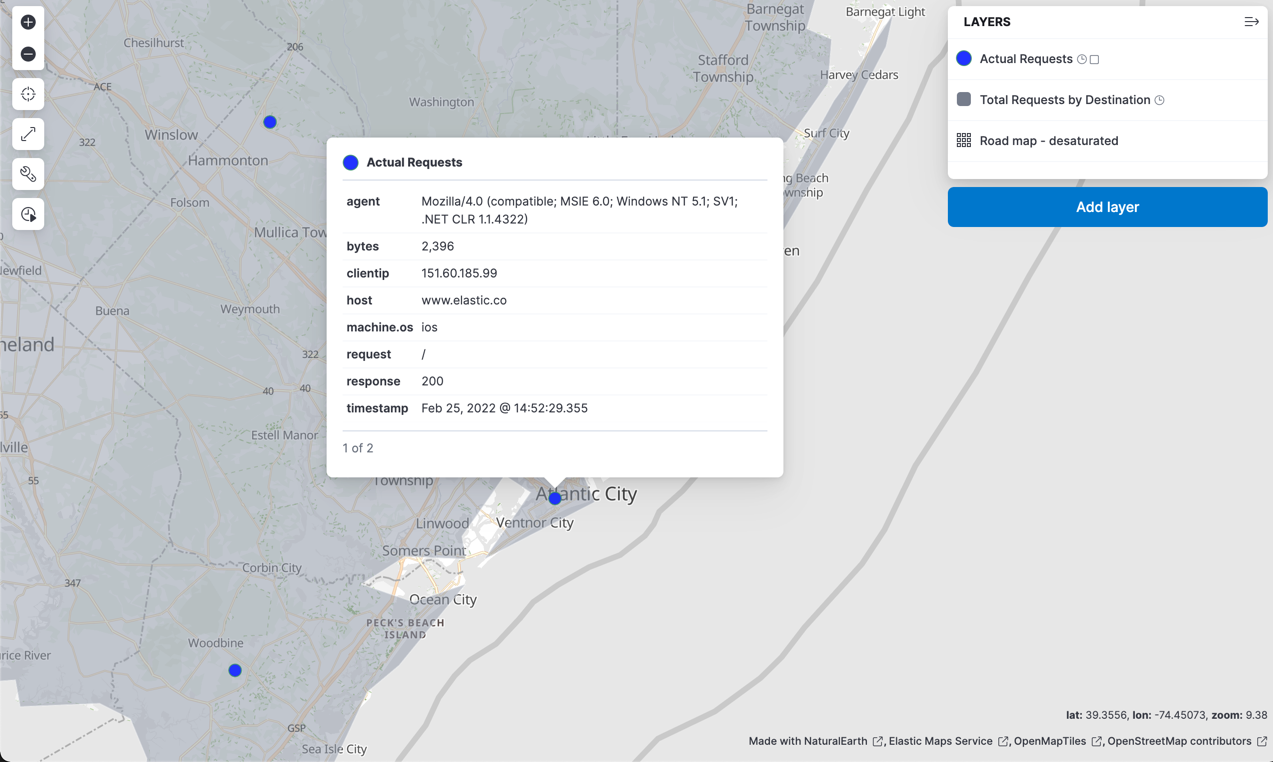 Barnegat Township
Barnegat Light
Chesilhurst
206
Stafford Township
Harvey Cedars
ACE
Washington
322
Winslow
Surf City
Hammonton
Folsom
ng Beach
wnship
Mullica Tow
en
ewfield
Buena
Weymouth
neland
322
40
40
Estell Manor
lville
55
Township
Atlantic City
Linwood
Ventnor City
Somers Point
Corbin City
347
Ocean City
PECK'S BEACH
ISLAND
Woodbine
rice River
GSP
Sea Isle City
Actual Requests
agent Mozilla/4.0 (compatible; MSIE 6.0; Windows NT 5.1; SV1;
.NET CLR 1.1.4322)
bytes 2,396
clientip 151.60.185.99
host www.elastic.co
machine.os ios
request /
response 200
timestamp Feb 25, 2022 @ 14:52:29.355
1 of 2
LAYERS
Actual Requests
Total Requests by Destination
Road map - desaturated
Add layer
lat: 39.3556, lon: -74.45073, zoom: 9.38
Made with NaturalEarth, Elastic Maps Service, OpenMapTiles, OpenStreetMap contributors